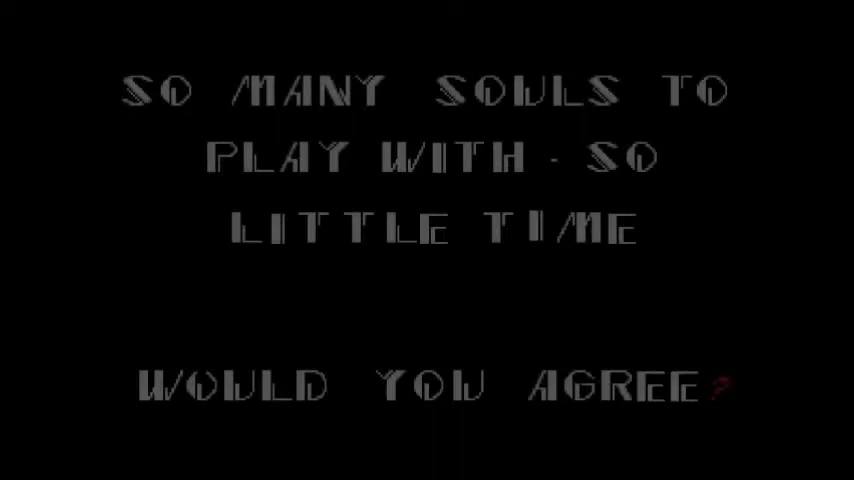 SO MANY SOULS TO
PLAY WITH - SO
LITTLE TIME
WOULD YOU AGREE?